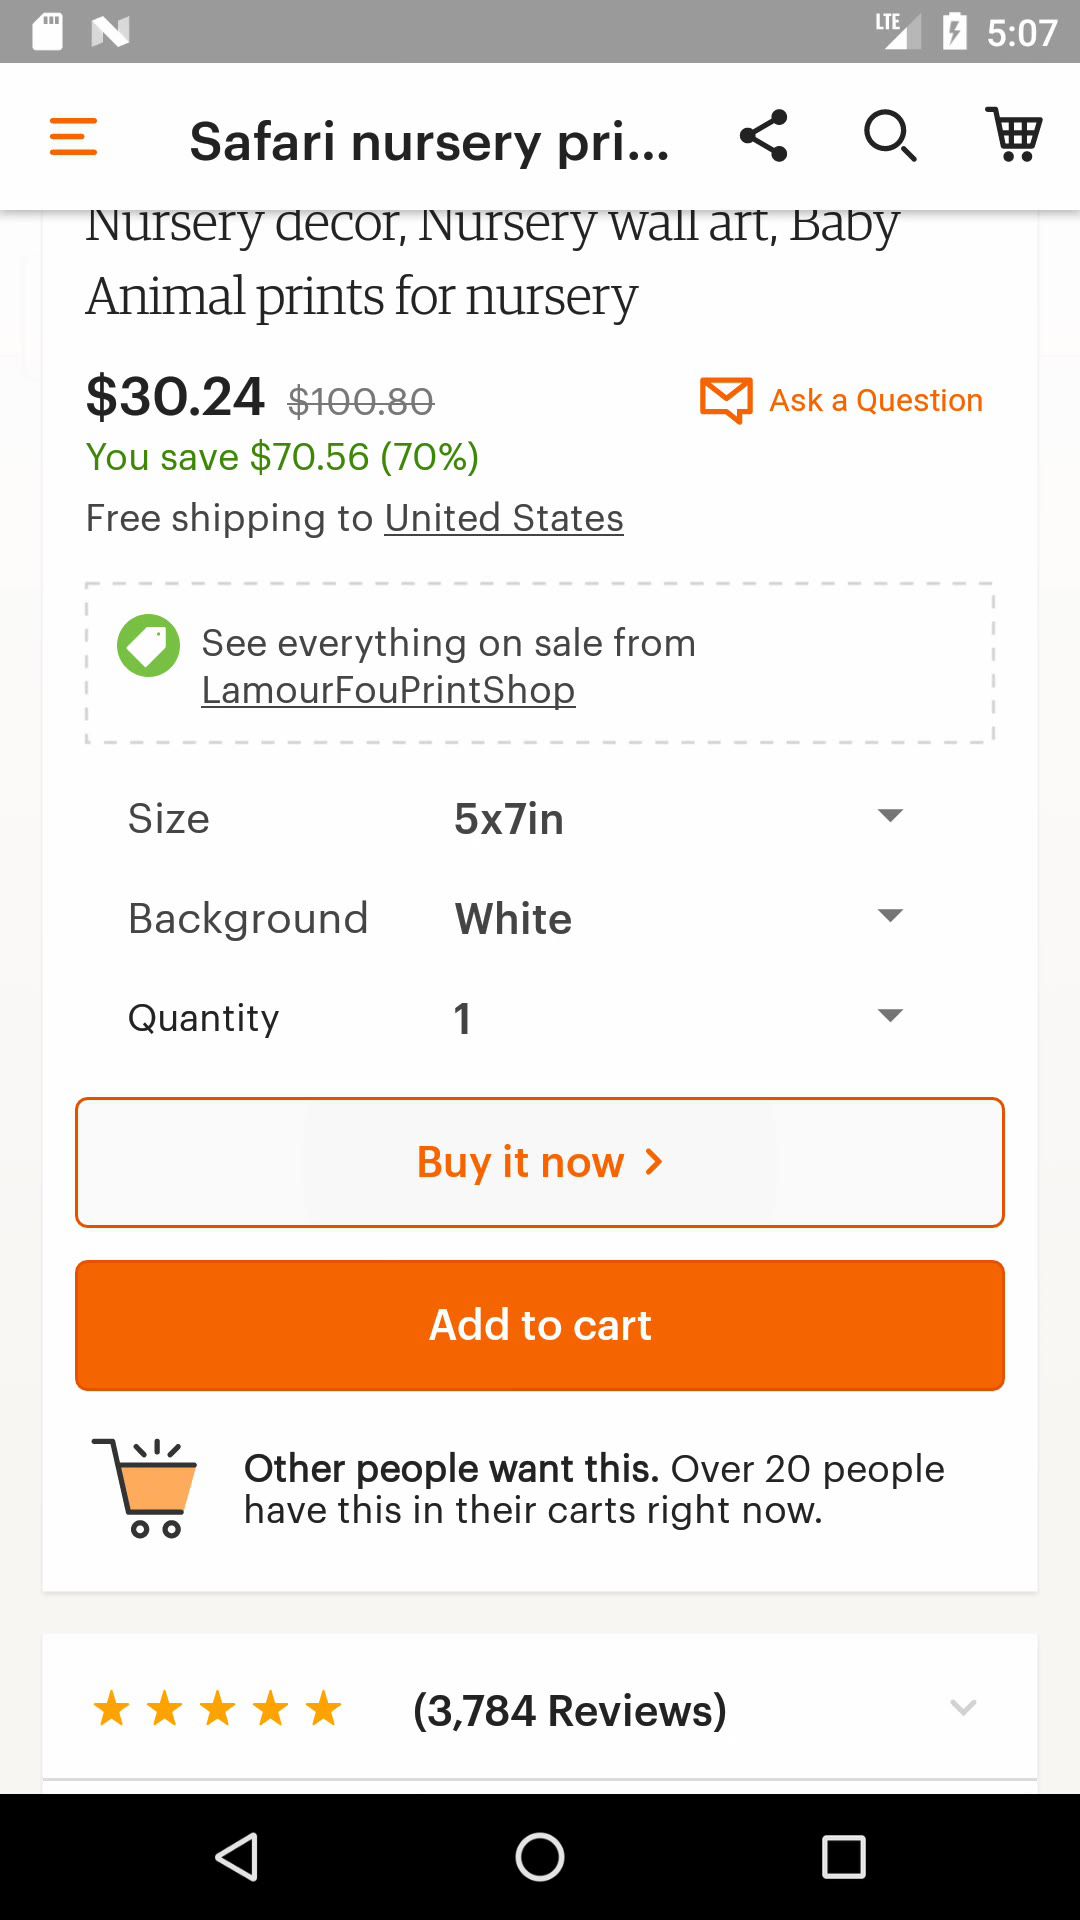 LTE 5:07
Safari nursery pri...
Nursery decor, Nursery wall art, Baby
Animal prints for nursery
$30.24 $100.80
Ask a Question
You save $70.56 (70%)
Free shipping to United States
See everything on sale from
LamourFouPrintShop
Size 5x7in
Background White
Quantity 1
Buy it now
Add to cart
Other people want this. Over 20 people
have this in their carts right now.
(3,784 Reviews)